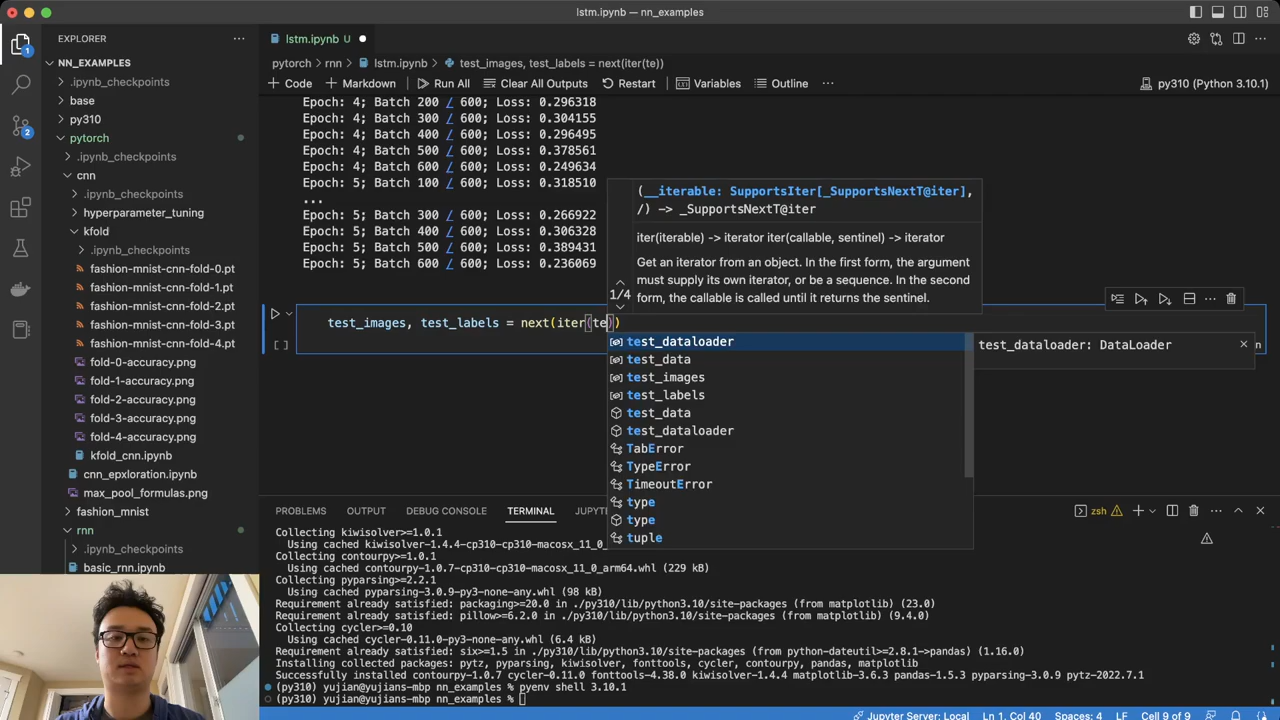 lstm.ipynb — nn_examples
EXPLORER
lstm.ipynb U
NN_EXAMPLES
pytorch > rnn > lstm.ipynb > test_images, test_labels = next(iter(te))
.ipynb_checkpoints
+ Code + Markdown Run All Clear All Outputs Restart Variables Outline ··· py310 (Python 3.10.1)
base
py310
pytorch
.ipynb_checkpoints
cnn
.ipynb_checkpoints
hyperparameter_tuning
kfold
.ipynb_checkpoints
fashion-mnist-cnn-fold-0.pt
fashion-mnist-cnn-fold-1.pt
fashion-mnist-cnn-fold-2.pt
fashion-mnist-cnn-fold-3.pt
fashion-mnist-cnn-fold-4.pt
fold-0-accuracy.png
fold-1-accuracy.png
fold-2-accuracy.png
fold-3-accuracy.png
fold-4-accuracy.png
kfold_cnn.ipynb
cnn_epxloration.ipynb
max_pool_formulas.png
fashion_mnist
rnn
.ipynb_checkpoints
basic_rnn.ipynb
1
2
Epoch: 4; Batch 200 / 600; Loss: 0.296318
Epoch: 4; Batch 300 / 600; Loss: 0.304155
Epoch: 4; Batch 400 / 600; Loss: 0.296495
Epoch: 4; Batch 500 / 600; Loss: 0.378561
Epoch: 4; Batch 600 / 600; Loss: 0.249634
Epoch: 5; Batch 100 / 600; Loss: 0.318510
...
Epoch: 5; Batch 300 / 600; Loss: 0.266922
Epoch: 5; Batch 400 / 600; Loss: 0.306328
Epoch: 5; Batch 500 / 600; Loss: 0.389431
Epoch: 5; Batch 600 / 600; Loss: 0.236069
(__iterable: SupportsIter[_SupportsNextT@iter],
/) -> _SupportsNextT@iter
iter(iterable) -> iterator iter(callable, sentinel) -> iterator
Get an iterator from an object. In the first form, the argument
must supply its own iterator, or be a sequence. In the second
form, the callable is called until it returns the sentinel.
1/4
test_images, test_labels = next(iter(te))
[ ]
test_dataloader
test_data
test_images
test_labels
test_data
test_dataloader
TabError
TypeError
TimeoutError
type
type
tuple
test_dataloader: DataLoader
PROBLEMS OUTPUT DEBUG CONSOLE TERMINAL JUPYT
zsh
Collecting kiwisolver>=1.0.1
Using cached kiwisolver-1.4.4-cp310-cp310-macosx_11_0_
Collecting contourpy>=1.0.1
Using cached contourpy-1.0.7-cp310-cp310-macosx_11_0_arm64.whl (229 kB)
Collecting pyparsing>=2.2.1
Using cached pyparsing-3.0.9-py3-none-any.whl (98 kB)
Requirement already satisfied: packaging>=20.0 in ./py310/lib/python3.10/site-packages (from matplotlib) (23.0)
Requirement already satisfied: pillow>=6.2.0 in ./py310/lib/python3.10/site-packages (from matplotlib) (9.4.0)
Collecting cycler>=0.10
Using cached cycler-0.11.0-py3-none-any.whl (6.4 kB)
Requirement already satisfied: six>=1.5 in ./py310/lib/python3.10/site-packages (from python-dateutil>=2.8.1->pandas) (1.16.0)
Installing collected packages: pytz, pyparsing, kiwisolver, fonttools, cycler, contourpy, pandas, matplotlib
Successfully installed contourpy-1.0.7 cycler-0.11.0 fonttools-4.38.0 kiwisolver-1.4.4 matplotlib-3.6.3 pandas-1.5.3 pyparsing-3.0.9 pytz-2022.7.1
(py310) yujian@yujians-mbp nn_examples % pyenv shell 3.10.1
(py310) yujian@yujians-mbp nn_examples %
Jupyter Server: Local Ln 1, Col 40 Spaces: 4 LF Cell 9 of 9